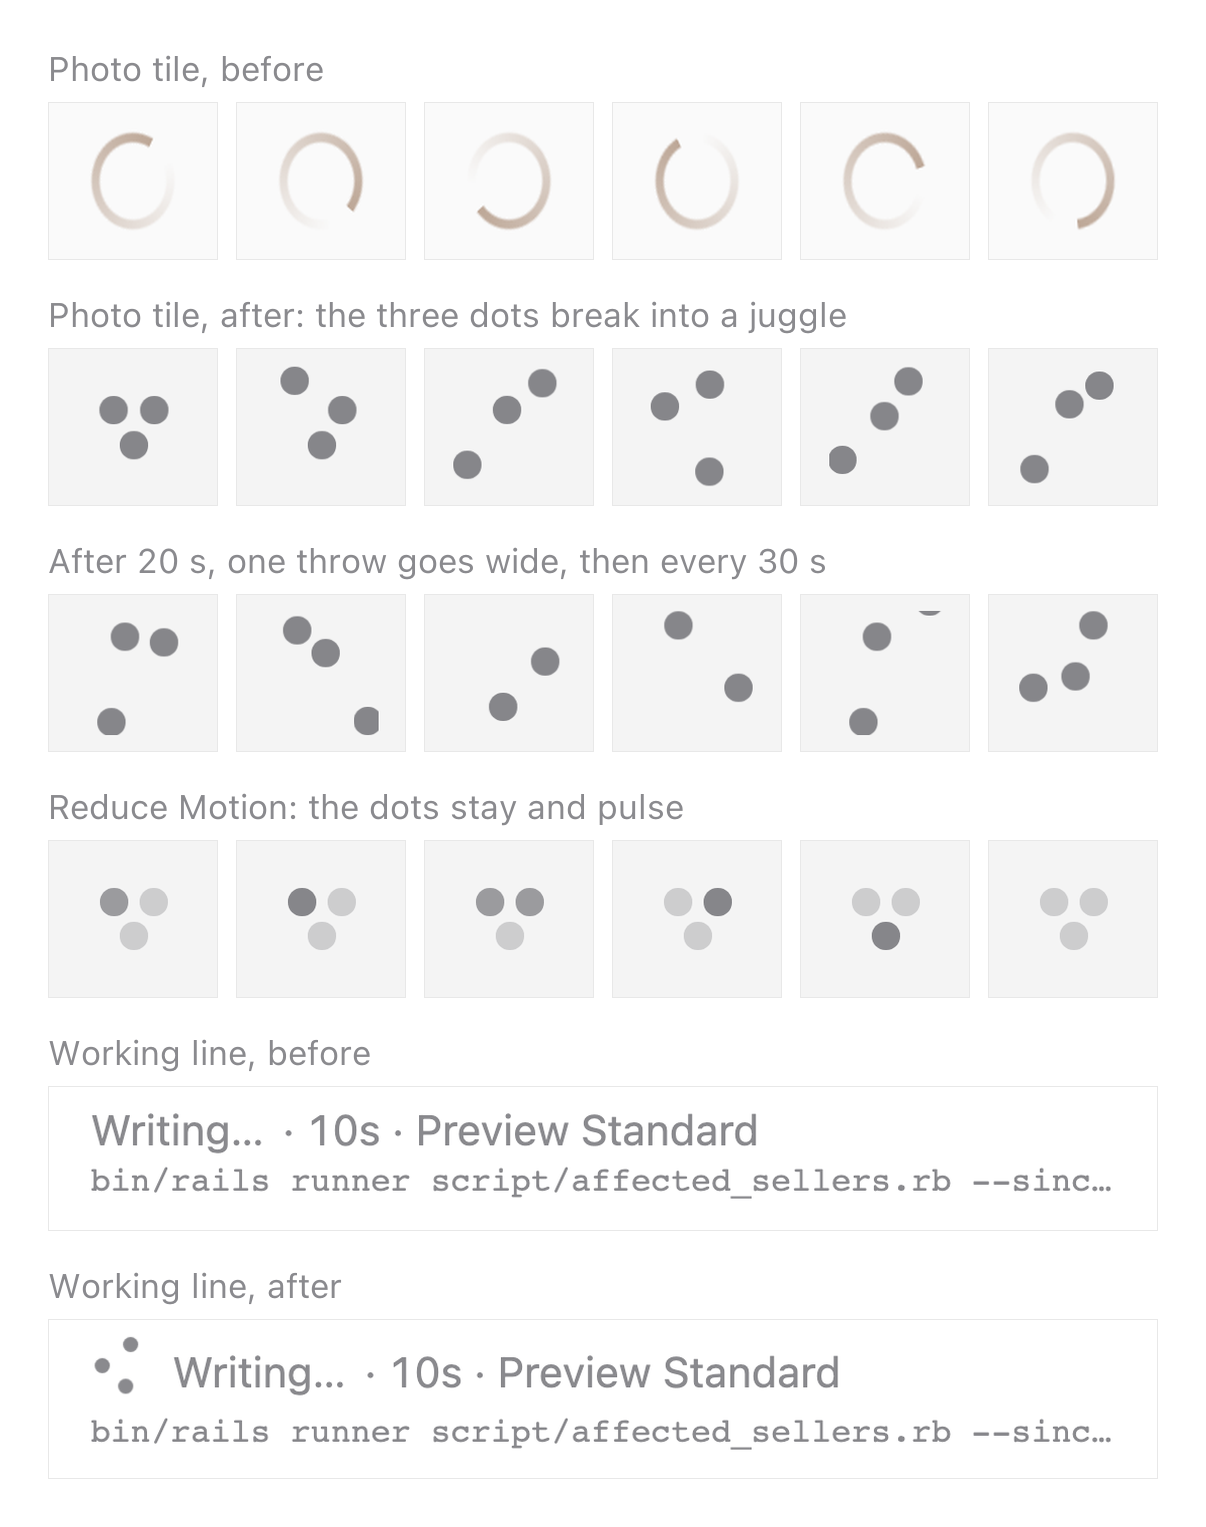 Photo tile, before
Photo tile, after: the three dots break into a juggle
After 20 s, one throw goes wide, then every 30 s
Reduce Motion: the dots stay and pulse
Working line, before
Writing... · 10s · Preview Standard
bin/rails runner script/affected_sellers.rb --sinc…
Working line, after
Writing... · 10s · Preview Standard
bin/rails runner script/affected_sellers.rb --sinc…